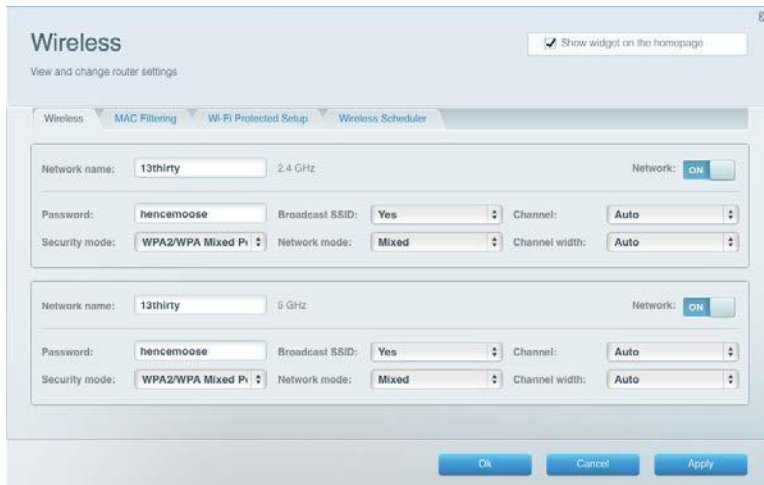 Wireless
Show widget on the homepage
View and change router settings
Wireless MAC Filtering Wi-Fi Protected Setup Wireless Scheduler
Network name: 13thirty 2.4 GHz Network: ON
Password: hencemoose Broadcast SSID: Yes Channel: Auto
Security mode: WPA2/WPA Mixed Network mode: Mixed Channel width: Auto
Network name: 13thirty 5 GHz Network: ON
Password: hencemoose Broadcast SSID: Yes Channel: Auto
Security mode: WPA2/WPA Mixed Network mode: Mixed Channel width: Auto
Ok Cancel Apply